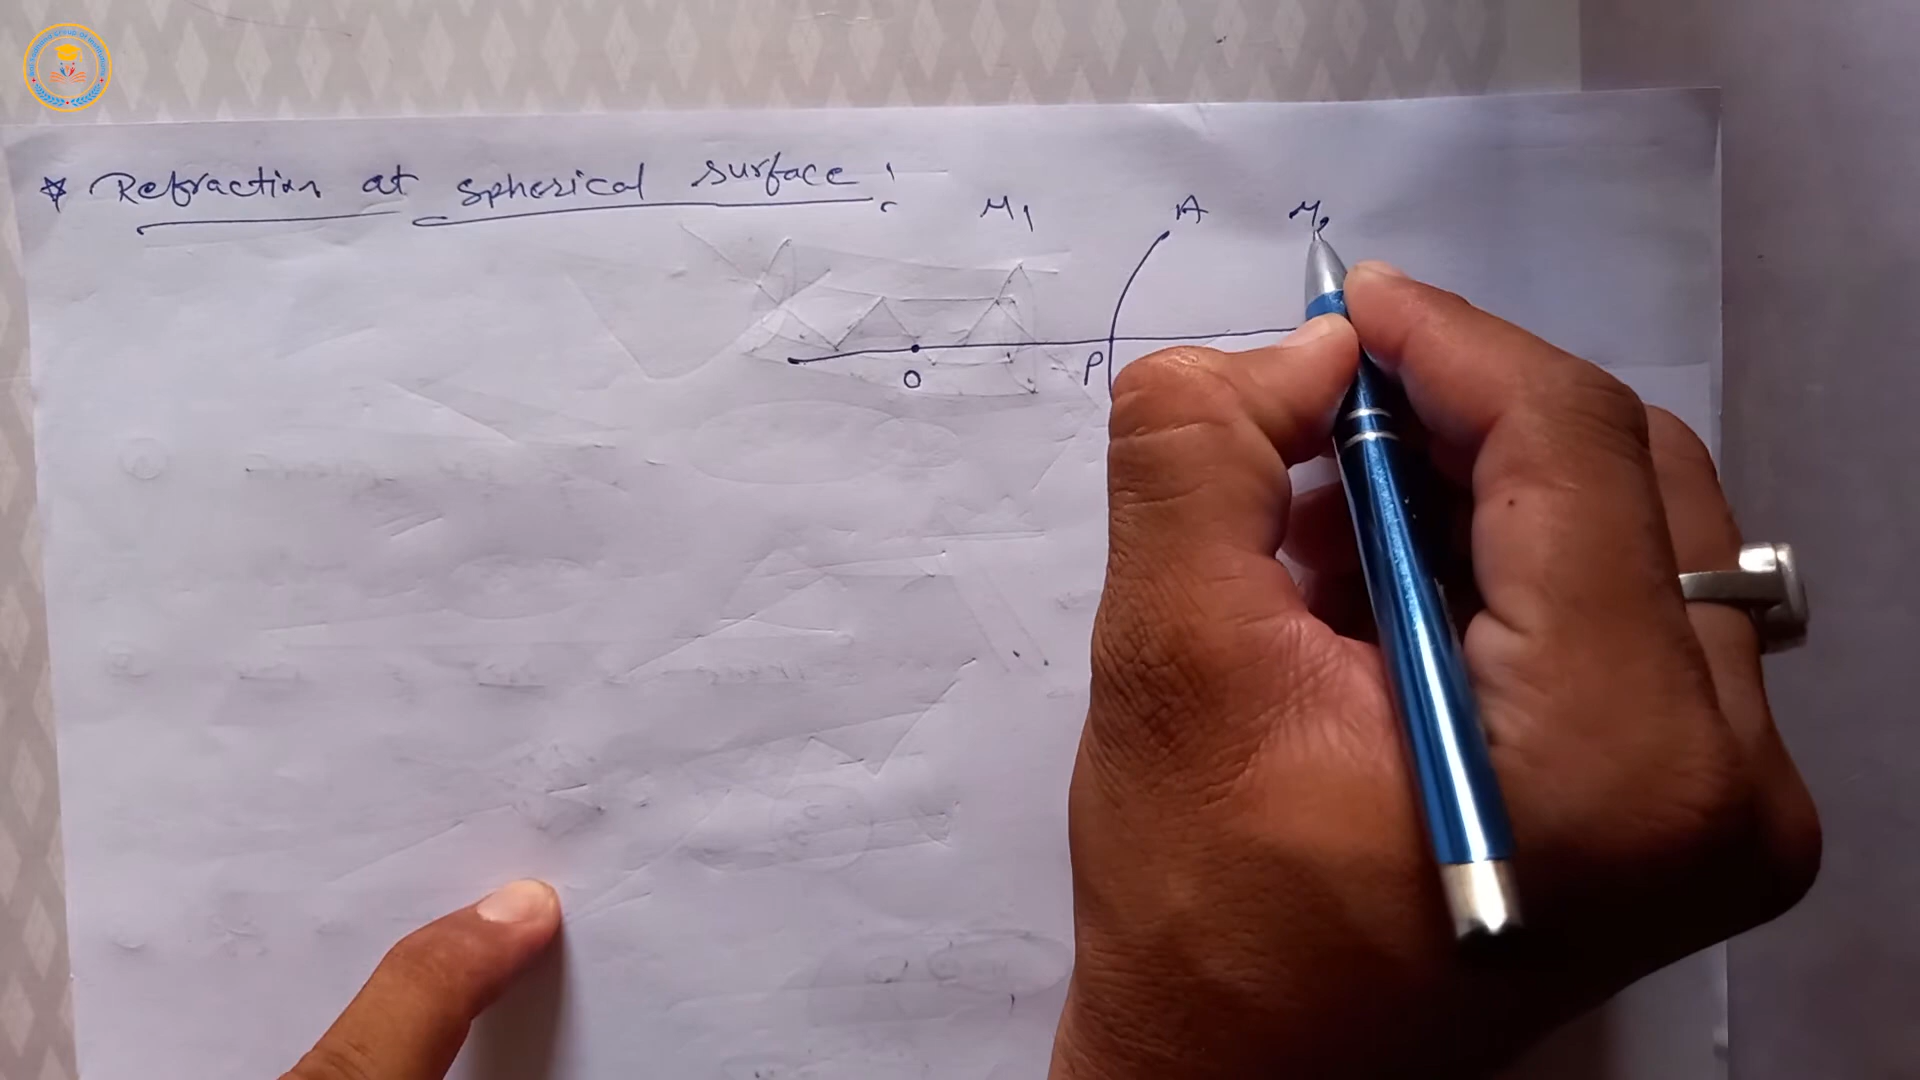 * Refraction at spherical surface:
μ1 A μ2
O P